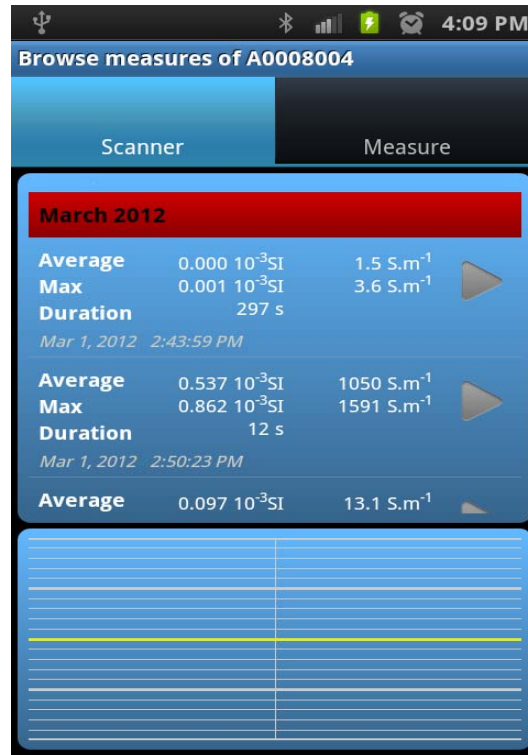 4:09 PM
Browse measures of A0008004
Scanner Measure
March 2012
Average 0.000 10⁻³SI 1.5 S.m⁻¹
Max 0.001 10⁻³SI 3.6 S.m⁻¹
Duration 297 s
Mar 1, 2012 2:43:59 PM
Average 0.537 10⁻³SI 1050 S.m⁻¹
Max 0.862 10⁻³SI 1591 S.m⁻¹
Duration 12 s
Mar 1, 2012 2:50:23 PM
Average 0.097 10⁻³SI 13.1 S.m⁻¹